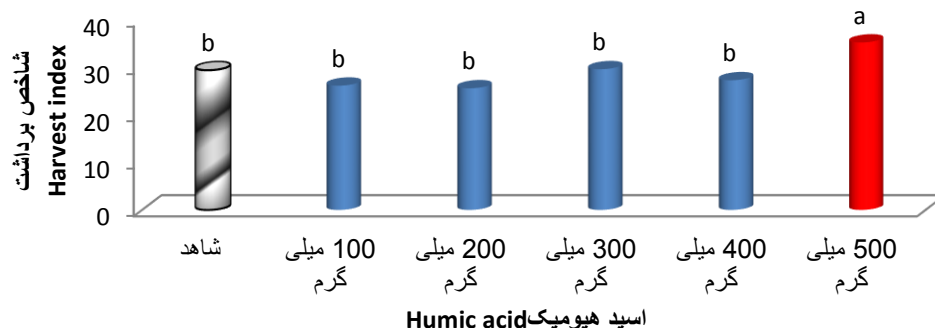 شاخص برداشت
Harvest index
40
30
20
10
0
b
b
b
b
b
a
شاهد
100 میلی
گرم
200 میلی
گرم
300 میلی
گرم
400 میلی
گرم
500 میلی
گرم
اسید هیومیکHumic acid